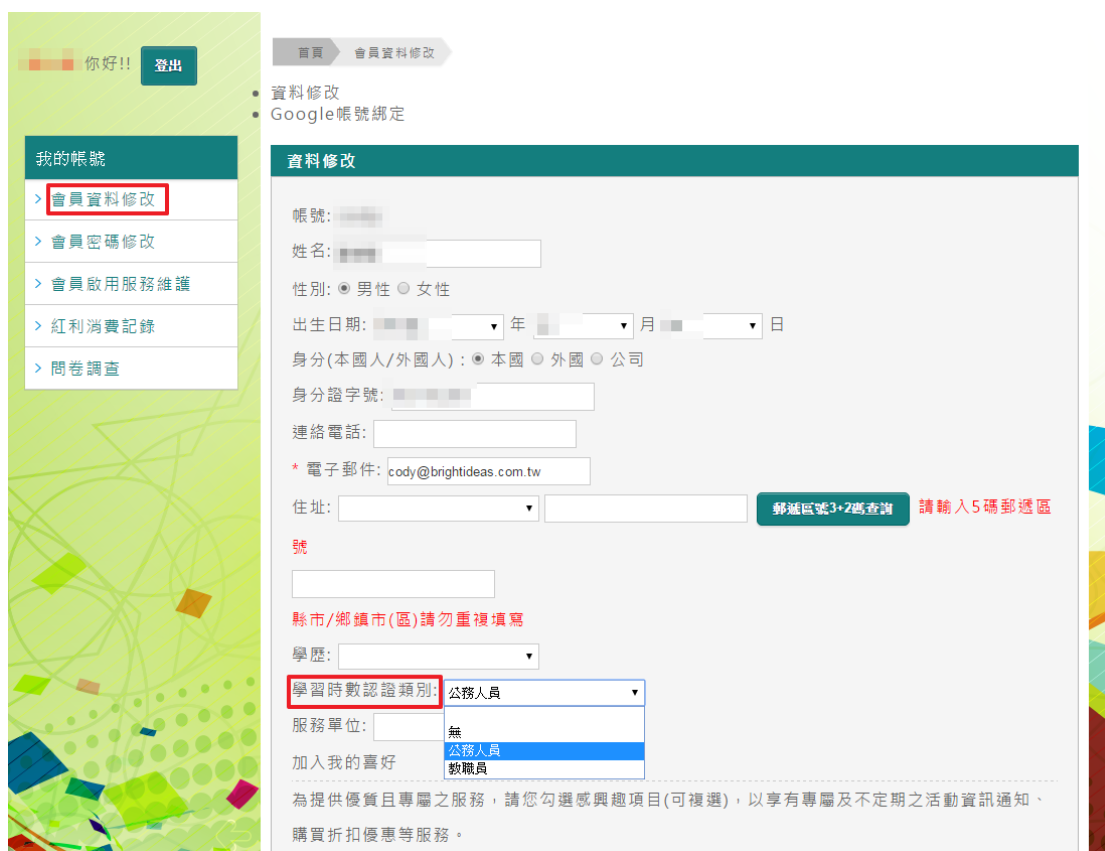 你好!! 登出
我的帳號
會員資料修改
會員密碼修改
會員啟用服務維護
紅利消費記錄
問卷調查
首頁 會員資料修改
資料修改
Google帳號綁定
資料修改
帳號:
姓名:
性別: 男性 女性
出生日期: 年 月 日
身分(本國人/外國人) : 本國 外國 公司
身分證字號:
連絡電話:
* 電子郵件: cody@brightideas.com.tw
住址: 郵遞區號3+2碼查詢 請輸入5碼郵遞區
號
縣市/鄉鎮市(區)請勿重複填寫
學歷:
學習時數認證類別: 公務人員
服務單位:
無
公務人員
教職員
加入我的喜好
為提供優質且專屬之服務，請您勾選感興趣項目(可複選)，以享有專屬及不定期之活動資訊通知、
購買折扣優惠等服務。